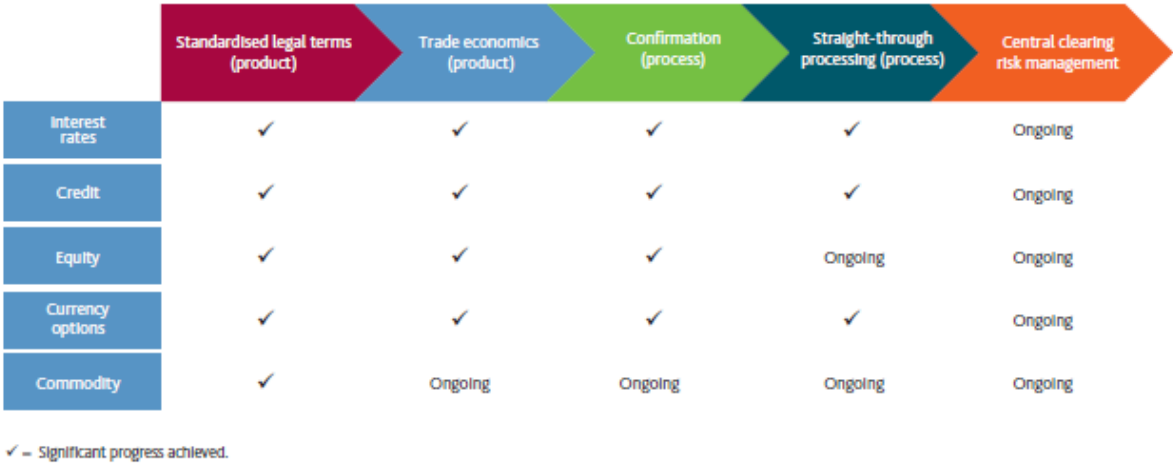 Standardised legal terms
(product)
Trade economics
(product)
Confirmation
(process)
Straight-through
processing (process)
Central clearing
risk management
Interest
rates
✓ ✓ ✓ ✓ Ongoing
Credit ✓ ✓ ✓ ✓ Ongoing
Equity ✓ ✓ ✓ Ongoing Ongoing
Currency
options
✓ ✓ ✓ ✓ Ongoing
Commodity ✓ Ongoing Ongoing Ongoing Ongoing
✓ = Significant progress achieved.